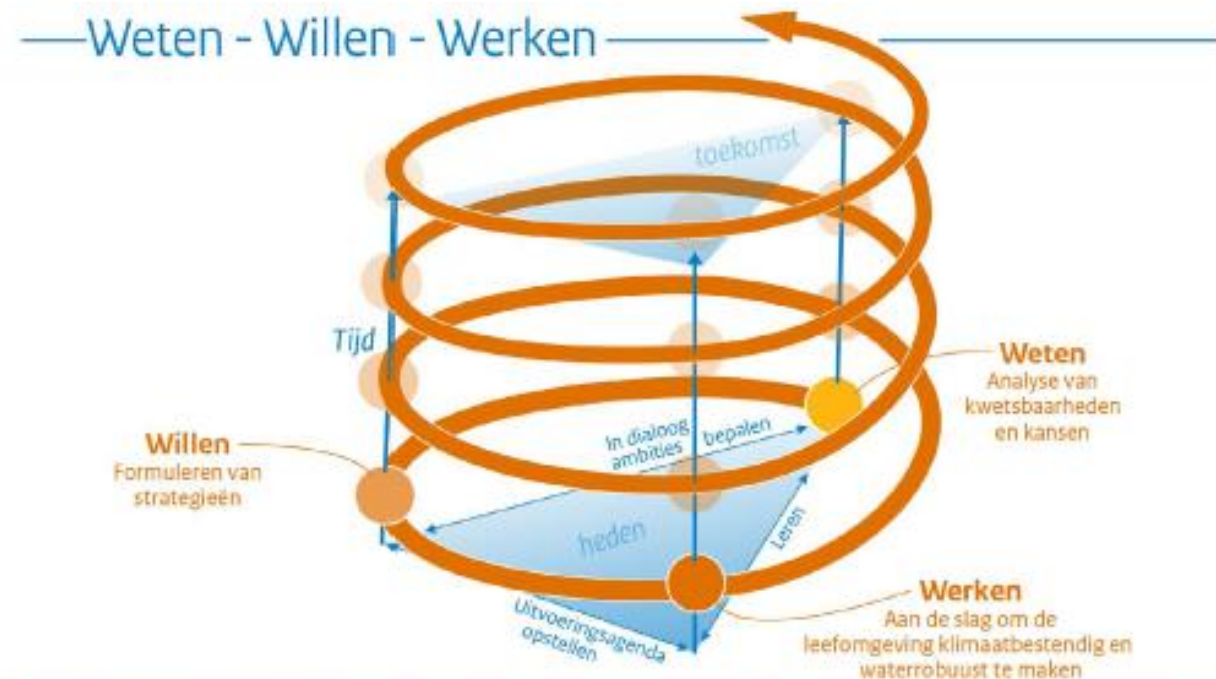 Weten - Willen - Werken
toekomst
Tijd
Weten
Analyse van
kwetsbaarheden
en kansen
In dialoog bepalen
ambities
Willen
Formuleren van
strategieën
heden
Leren
Werken
Aan de slag om de
leefomgeving klimaatbestendig en
waterrobuust te maken
Uitvoeringsagenda
opstellen